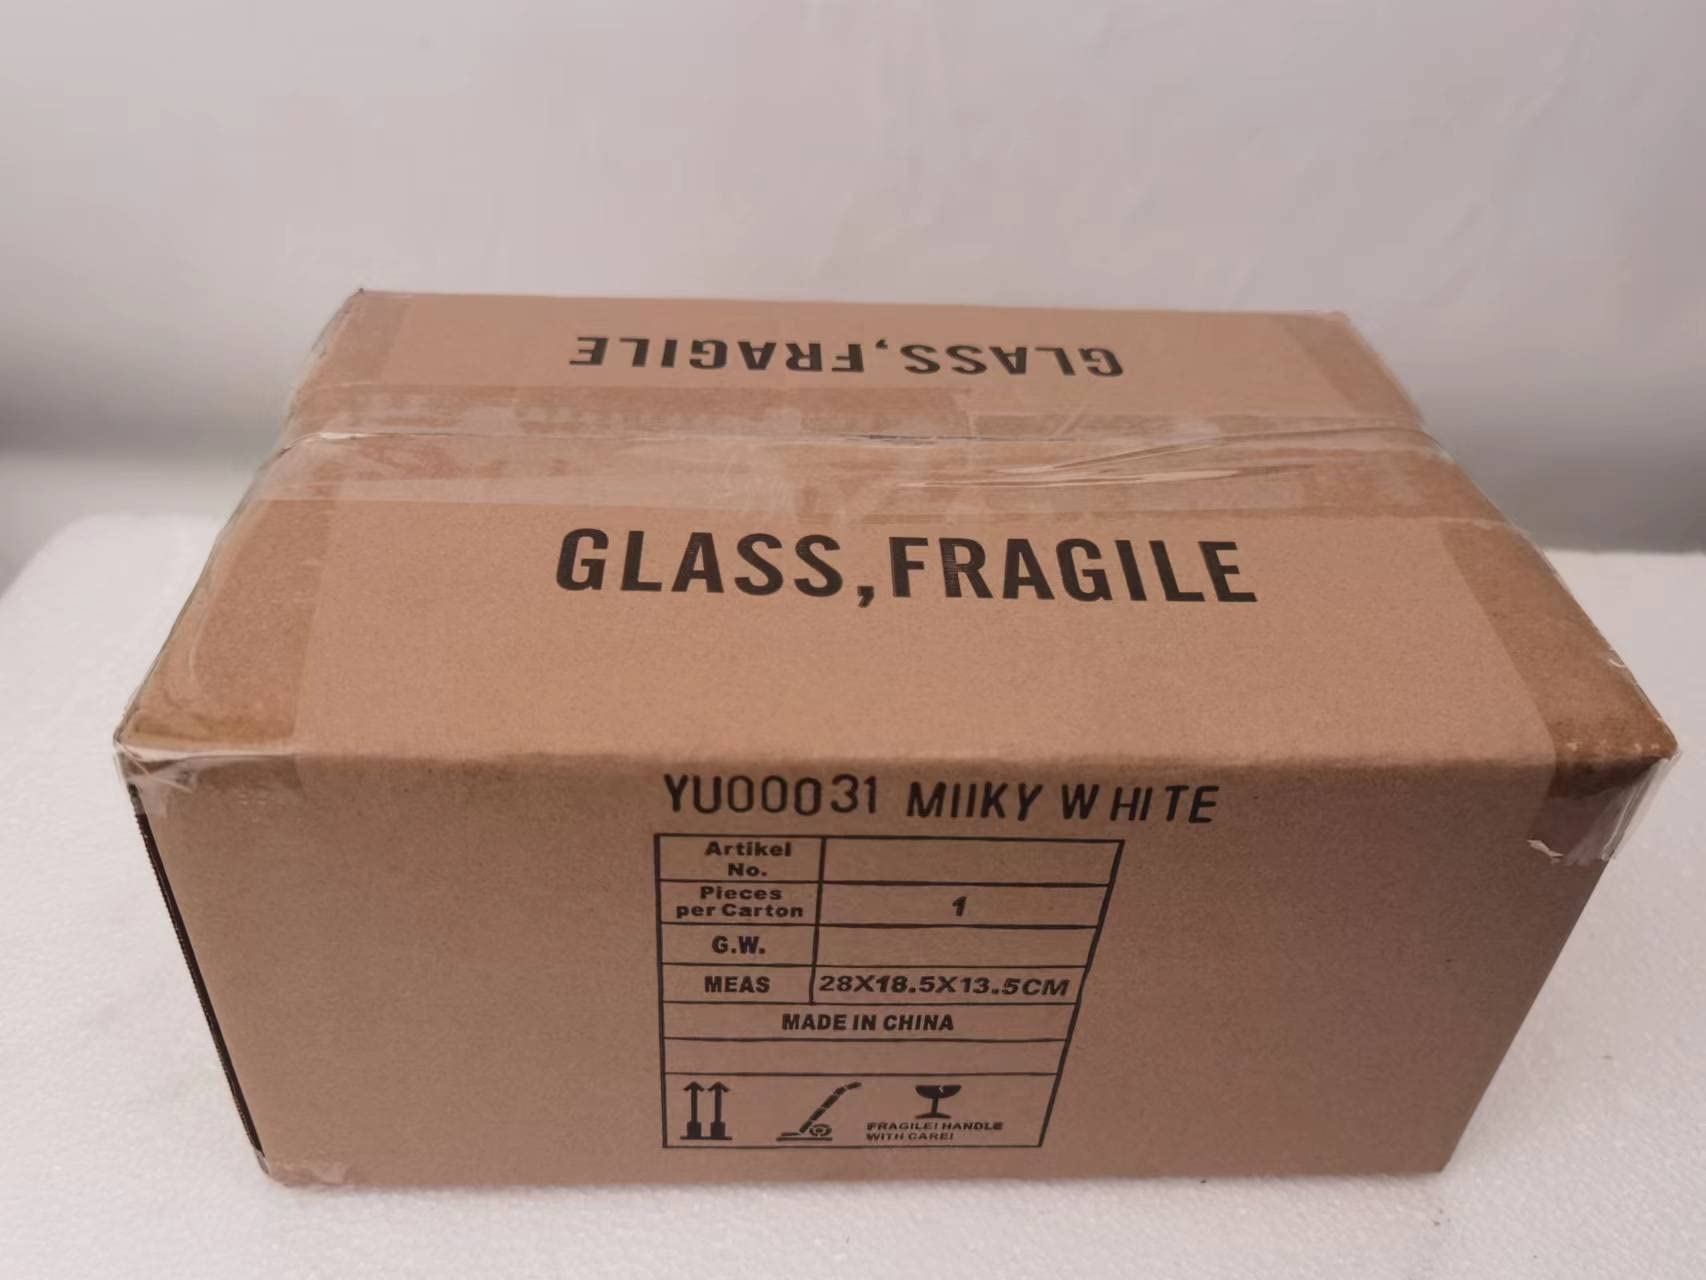 GLASS,FRAGILE
GLASS,FRAGILE
YU00031 MIIKY WHITE
Artikel
No.
Pieces
per Carton
1
G.W.
MEAS
28X18.5X13.5CM
MADE IN CHINA
FRAGILE! HANDLE
WITH CARE!